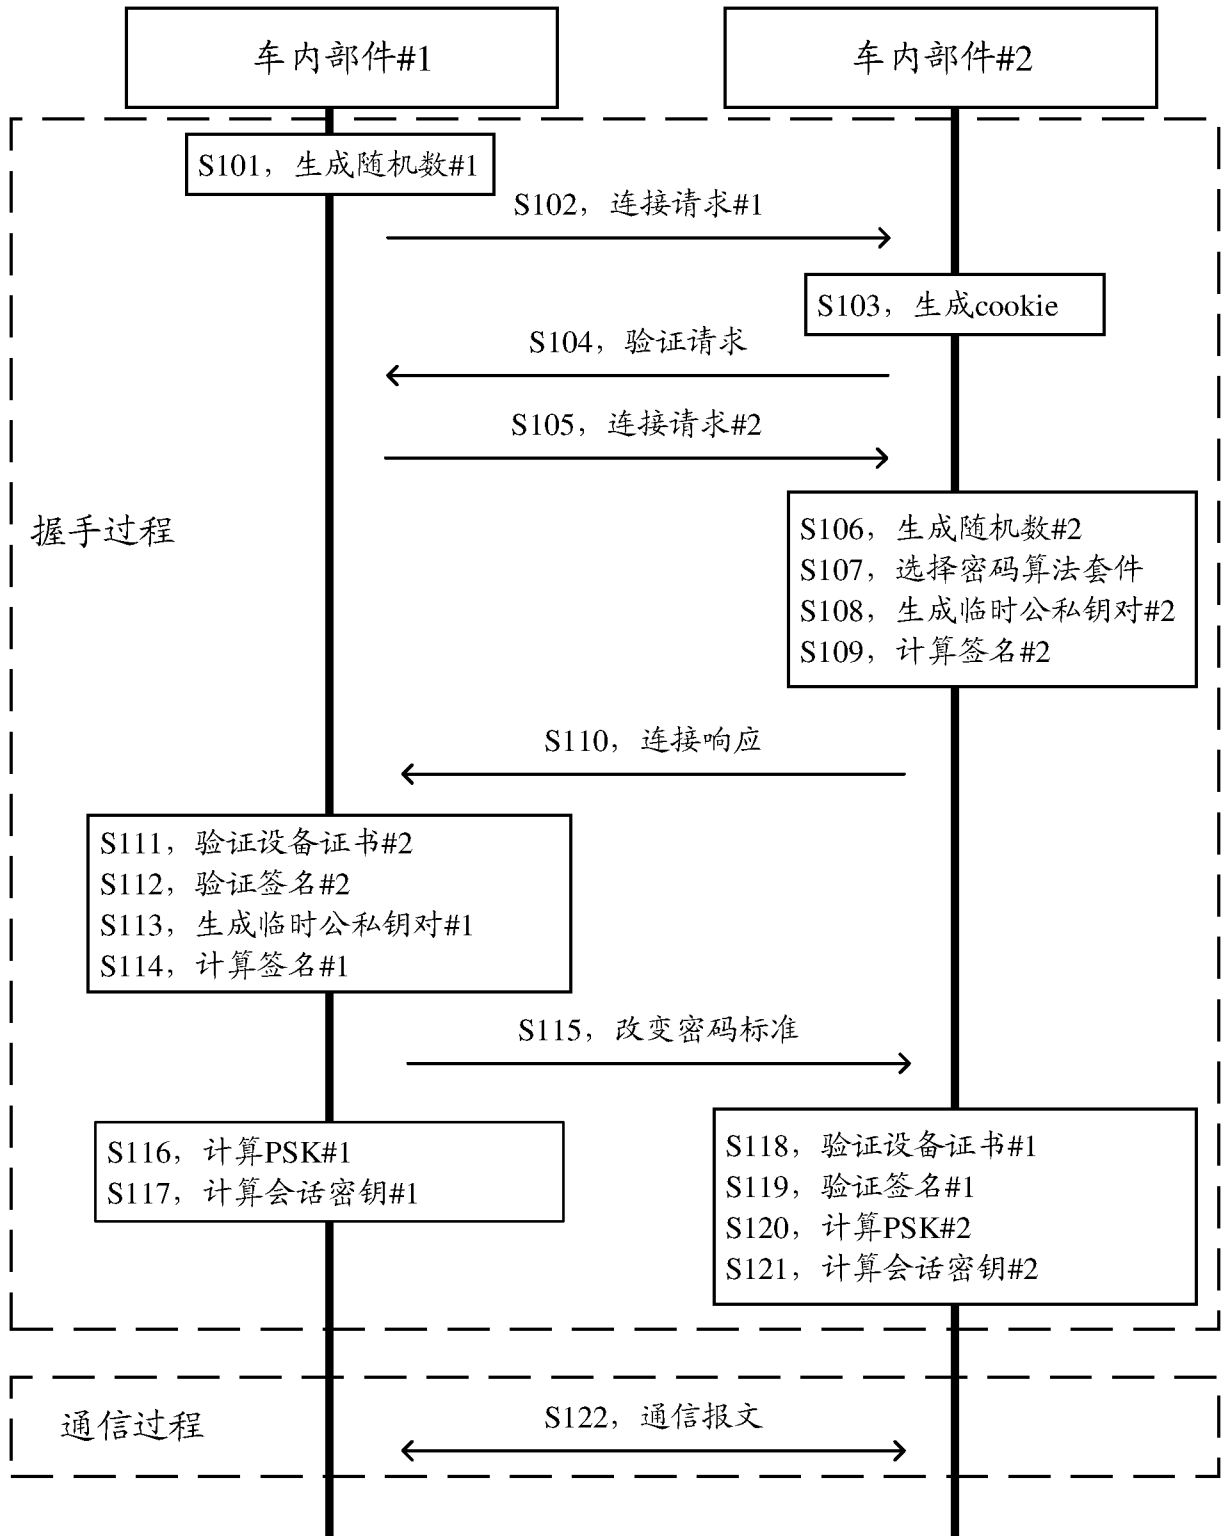 车内部件#1
车内部件#2
S101，生成随机数#1
S102，连接请求#1
S103，生成cookie
S104，验证请求
S105，连接请求#2
握手过程
S106，生成随机数#2
S107，选择密码算法套件
S108，生成临时公私钥对#2
S109，计算签名#2
S110，连接响应
S111，验证设备证书#2
S112，验证签名#2
S113，生成临时公私钥对#1
S114，计算签名#1
S115，改变密码标准
S116，计算PSK#1
S117，计算会话密钥#1
S118，验证设备证书#1
S119，验证签名#1
S120，计算PSK#2
S121，计算会话密钥#2
通信过程
S122，通信报文